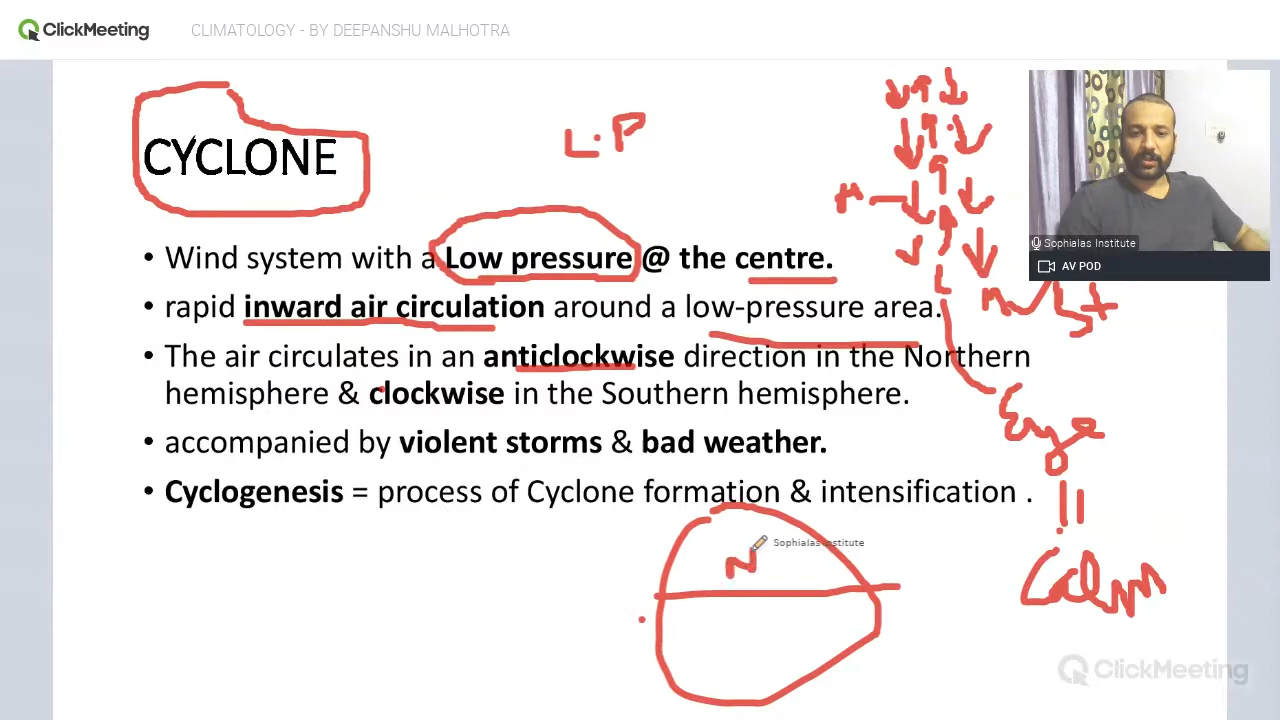 ClickMeeting
CLIMATOLOGY - BY DEEPANSHU MALHOTRA
CYCLONE
L.P
• Wind system with a Low pressure @ the centre.
• rapid inward air circulation around a low-pressure area.
• The air circulates in an anticlockwise direction in the Northern
hemisphere & clockwise in the Southern hemisphere.
• accompanied by violent storms & bad weather.
• Cyclogenesis = process of Cyclone formation & intensification .
Sophialas Institute
AV POD
H
L
Eye
Calm
N
Sophialas Institute
ClickMeeting